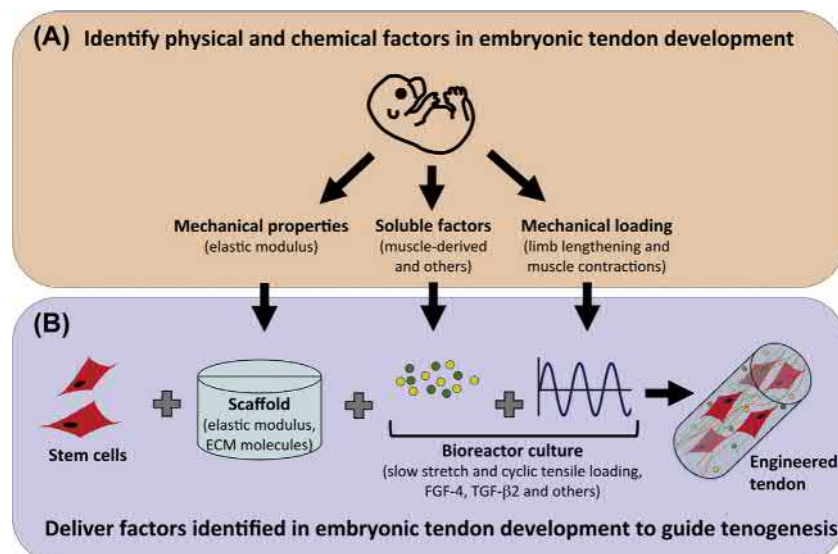 (A) Identify physical and chemical factors in embryonic tendon development
Mechanical properties
(elastic modulus)
Soluble factors
(muscle-derived
and others)
Mechanical loading
(limb lengthening and
muscle contractions)
(B)
Stem cells
Scaffold
(elastic modulus,
ECM molecules)
Bioreactor culture
(slow stretch and cyclic tensile loading,
FGF-4, TGF-β2 and others)
Engineered
tendon
Deliver factors identified in embryonic tendon development to guide tenogenesis